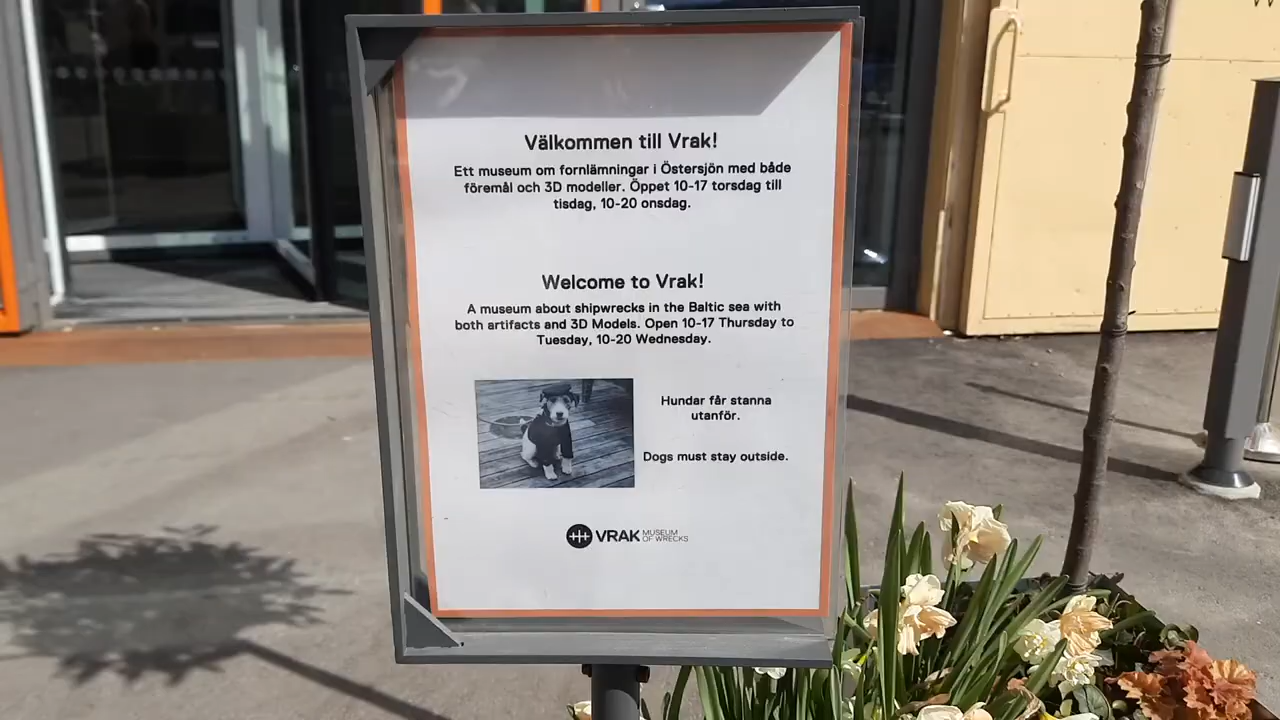 Välkommen till Vrak!
Ett museum om fornlämningar i Östersjön med både
föremål och 3D modeller. Öppet 10-17 torsdag till
tisdag, 10-20 onsdag.
Welcome to Vrak!
A museum about shipwrecks in the Baltic sea with
both artifacts and 3D Models. Open 10-17 Thursday to
Tuesday, 10-20 Wednesday.
Hundar får stanna
utanför.
Dogs must stay outside.
VRAK MUSEUM
OF WRECKS